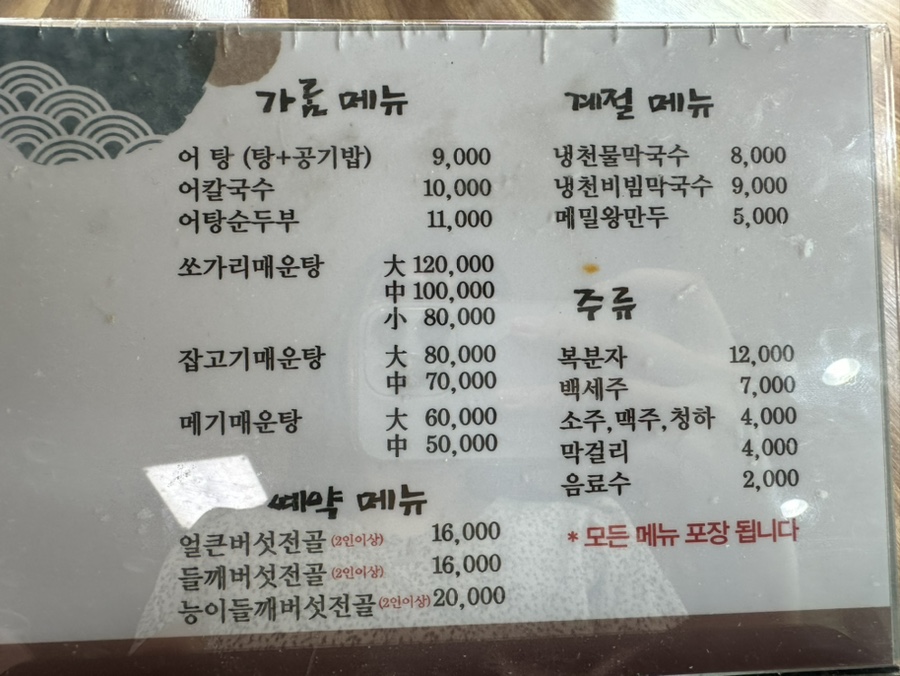 가름 메뉴
어 탕 (탕+공기밥) 9,000
어칼국수 10,000
어탕순두부 11,000
쏘가리매운탕 大 120,000
中 100,000
小 80,000
잡고기매운탕 大 80,000
中 70,000
메기매운탕 大 60,000
中 50,000
예약 메뉴
얼큰버섯전골 (2인이상) 16,000
들깨버섯전골 (2인이상) 16,000
능이들깨버섯전골 (2인이상) 20,000
계절 메뉴
냉천물막국수 8,000
냉천비빔막국수 9,000
메밀왕만두 5,000
주류
복분자 12,000
백세주 7,000
소주,맥주,청하 4,000
막걸리 4,000
음료수 2,000
* 모든 메뉴 포장 됩니다